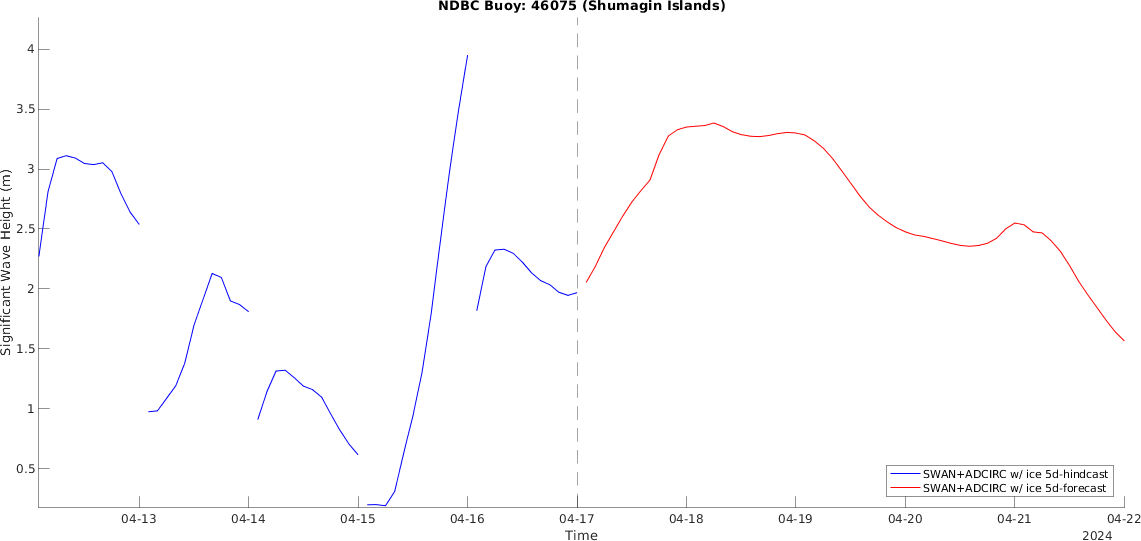 NDBC Buoy: 46075 (Shumagin Islands)
Significant Wave Height (m)
4
3.5
3
2.5
2
1.5
1
0.5
SWAN+ADCIRC w/ ice 5d-hindcast
SWAN+ADCIRC w/ ice 5d-forecast
04-13 04-14 04-15 04-16 04-17 04-18 04-19 04-20 04-21 04-22
Time
2024